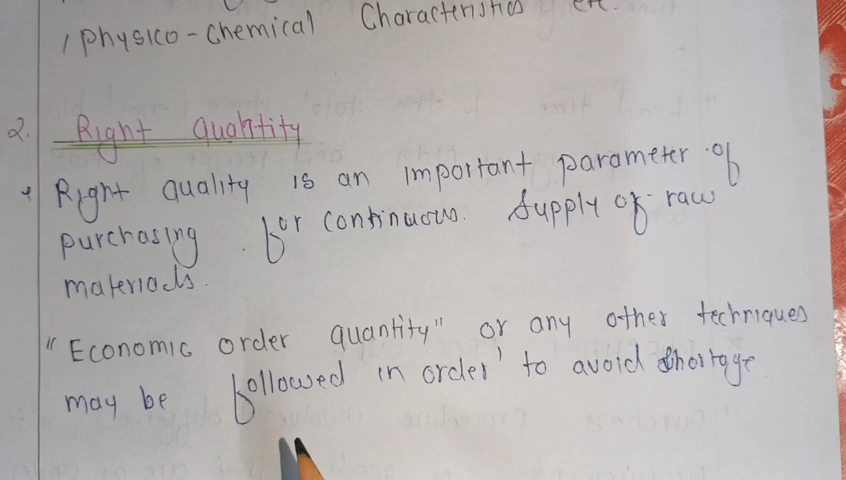 Characteristics etc.
, physico-chemical
2. Right quantity
Right quality is an important parameter of
purchasing for continuous. Supply of raw
materials.
"Economic order quantity" or any other techniques
may be followed in order' to avoid shortage